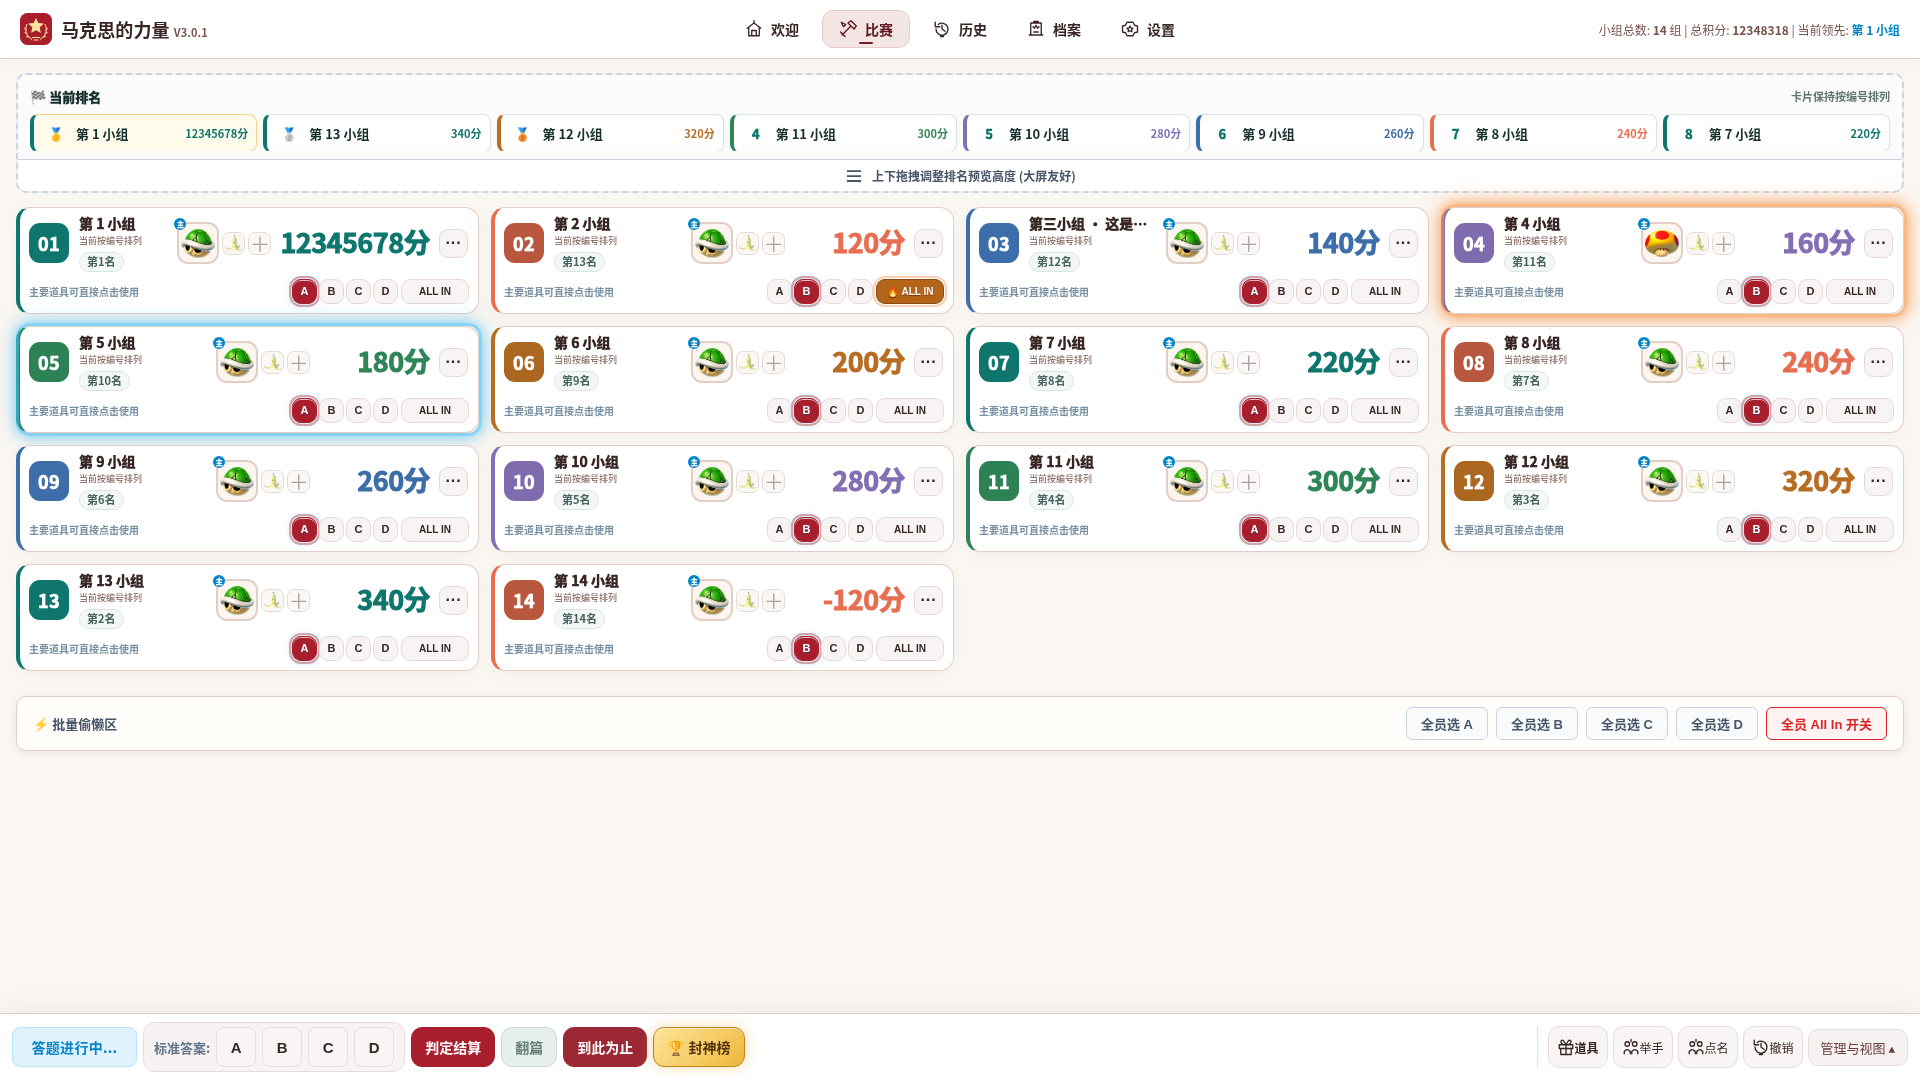 马克思的力量 V3.0.1
欢迎 比赛 历史 档案 设置
小组总数: 14 组 | 总积分: 12348318 | 当前领先: 第 1 小组
当前排名
卡片保持按编号排列
第 1 小组 12345678分
第 13 小组 340分
第 12 小组 320分
4 第 11 小组 300分
5 第 10 小组 280分
6 第 9 小组 260分
7 第 8 小组 240分
8 第 7 小组 220分
上下拖拽调整排名预览高度 (大屏友好)
01 第 1 小组 当前按编号排列 第1名 主 12345678分 ···
主要道具可直接点击使用 A B C D ALL IN
02 第 2 小组 当前按编号排列 第13名 主 120分 ···
主要道具可直接点击使用 A B C D ALL IN
03 第三小组 · 这是··· 当前按编号排列 第12名 主 140分 ···
主要道具可直接点击使用 A B C D ALL IN
04 第 4 小组 当前按编号排列 第11名 主 160分 ···
主要道具可直接点击使用 A B C D ALL IN
05 第 5 小组 当前按编号排列 第10名 主 180分 ···
主要道具可直接点击使用 A B C D ALL IN
06 第 6 小组 当前按编号排列 第9名 主 200分 ···
主要道具可直接点击使用 A B C D ALL IN
07 第 7 小组 当前按编号排列 第8名 主 220分 ···
主要道具可直接点击使用 A B C D ALL IN
08 第 8 小组 当前按编号排列 第7名 主 240分 ···
主要道具可直接点击使用 A B C D ALL IN
09 第 9 小组 当前按编号排列 第6名 主 260分 ···
主要道具可直接点击使用 A B C D ALL IN
10 第 10 小组 当前按编号排列 第5名 主 280分 ···
主要道具可直接点击使用 A B C D ALL IN
11 第 11 小组 当前按编号排列 第4名 主 300分 ···
主要道具可直接点击使用 A B C D ALL IN
12 第 12 小组 当前按编号排列 第3名 主 320分 ···
主要道具可直接点击使用 A B C D ALL IN
13 第 13 小组 当前按编号排列 第2名 主 340分 ···
主要道具可直接点击使用 A B C D ALL IN
14 第 14 小组 当前按编号排列 第14名 主 -120分 ···
主要道具可直接点击使用 A B C D ALL IN
批量偷懒区
全员选 A 全员选 B 全员选 C 全员选 D 全员 All In 开关
答题进行中... 标准答案: A B C D 判定结算 翻篇 到此为止 封神榜
道具 举手 点名 撤销 管理与视图 ▴